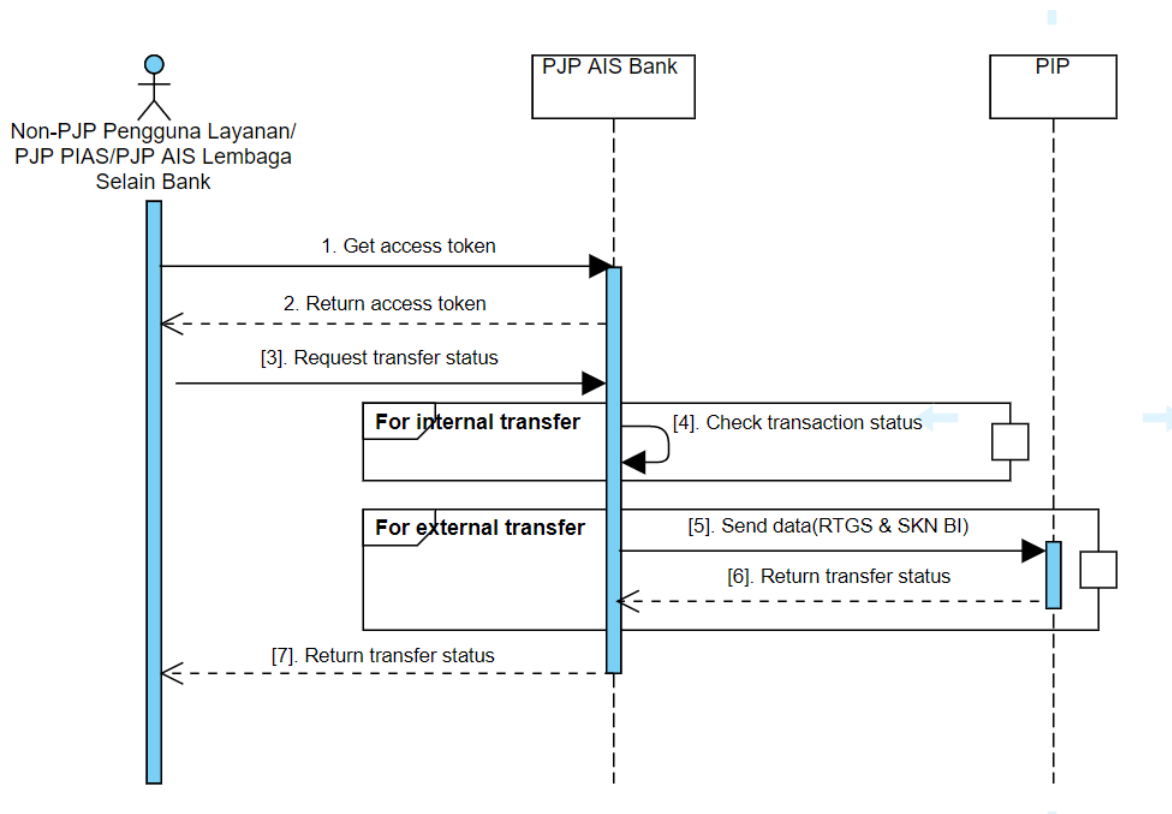 PJP AIS Bank
PIP
Non-PJP Pengguna Layanan/
PJP PIAS/PJP AIS Lembaga
Selain Bank
1. Get access token
2. Return access token
[3]. Request transfer status
For internal transfer
[4]. Check transaction status
For external transfer
[5]. Send data(RTGS & SKN BI)
[6]. Return transfer status
[7]. Return transfer status